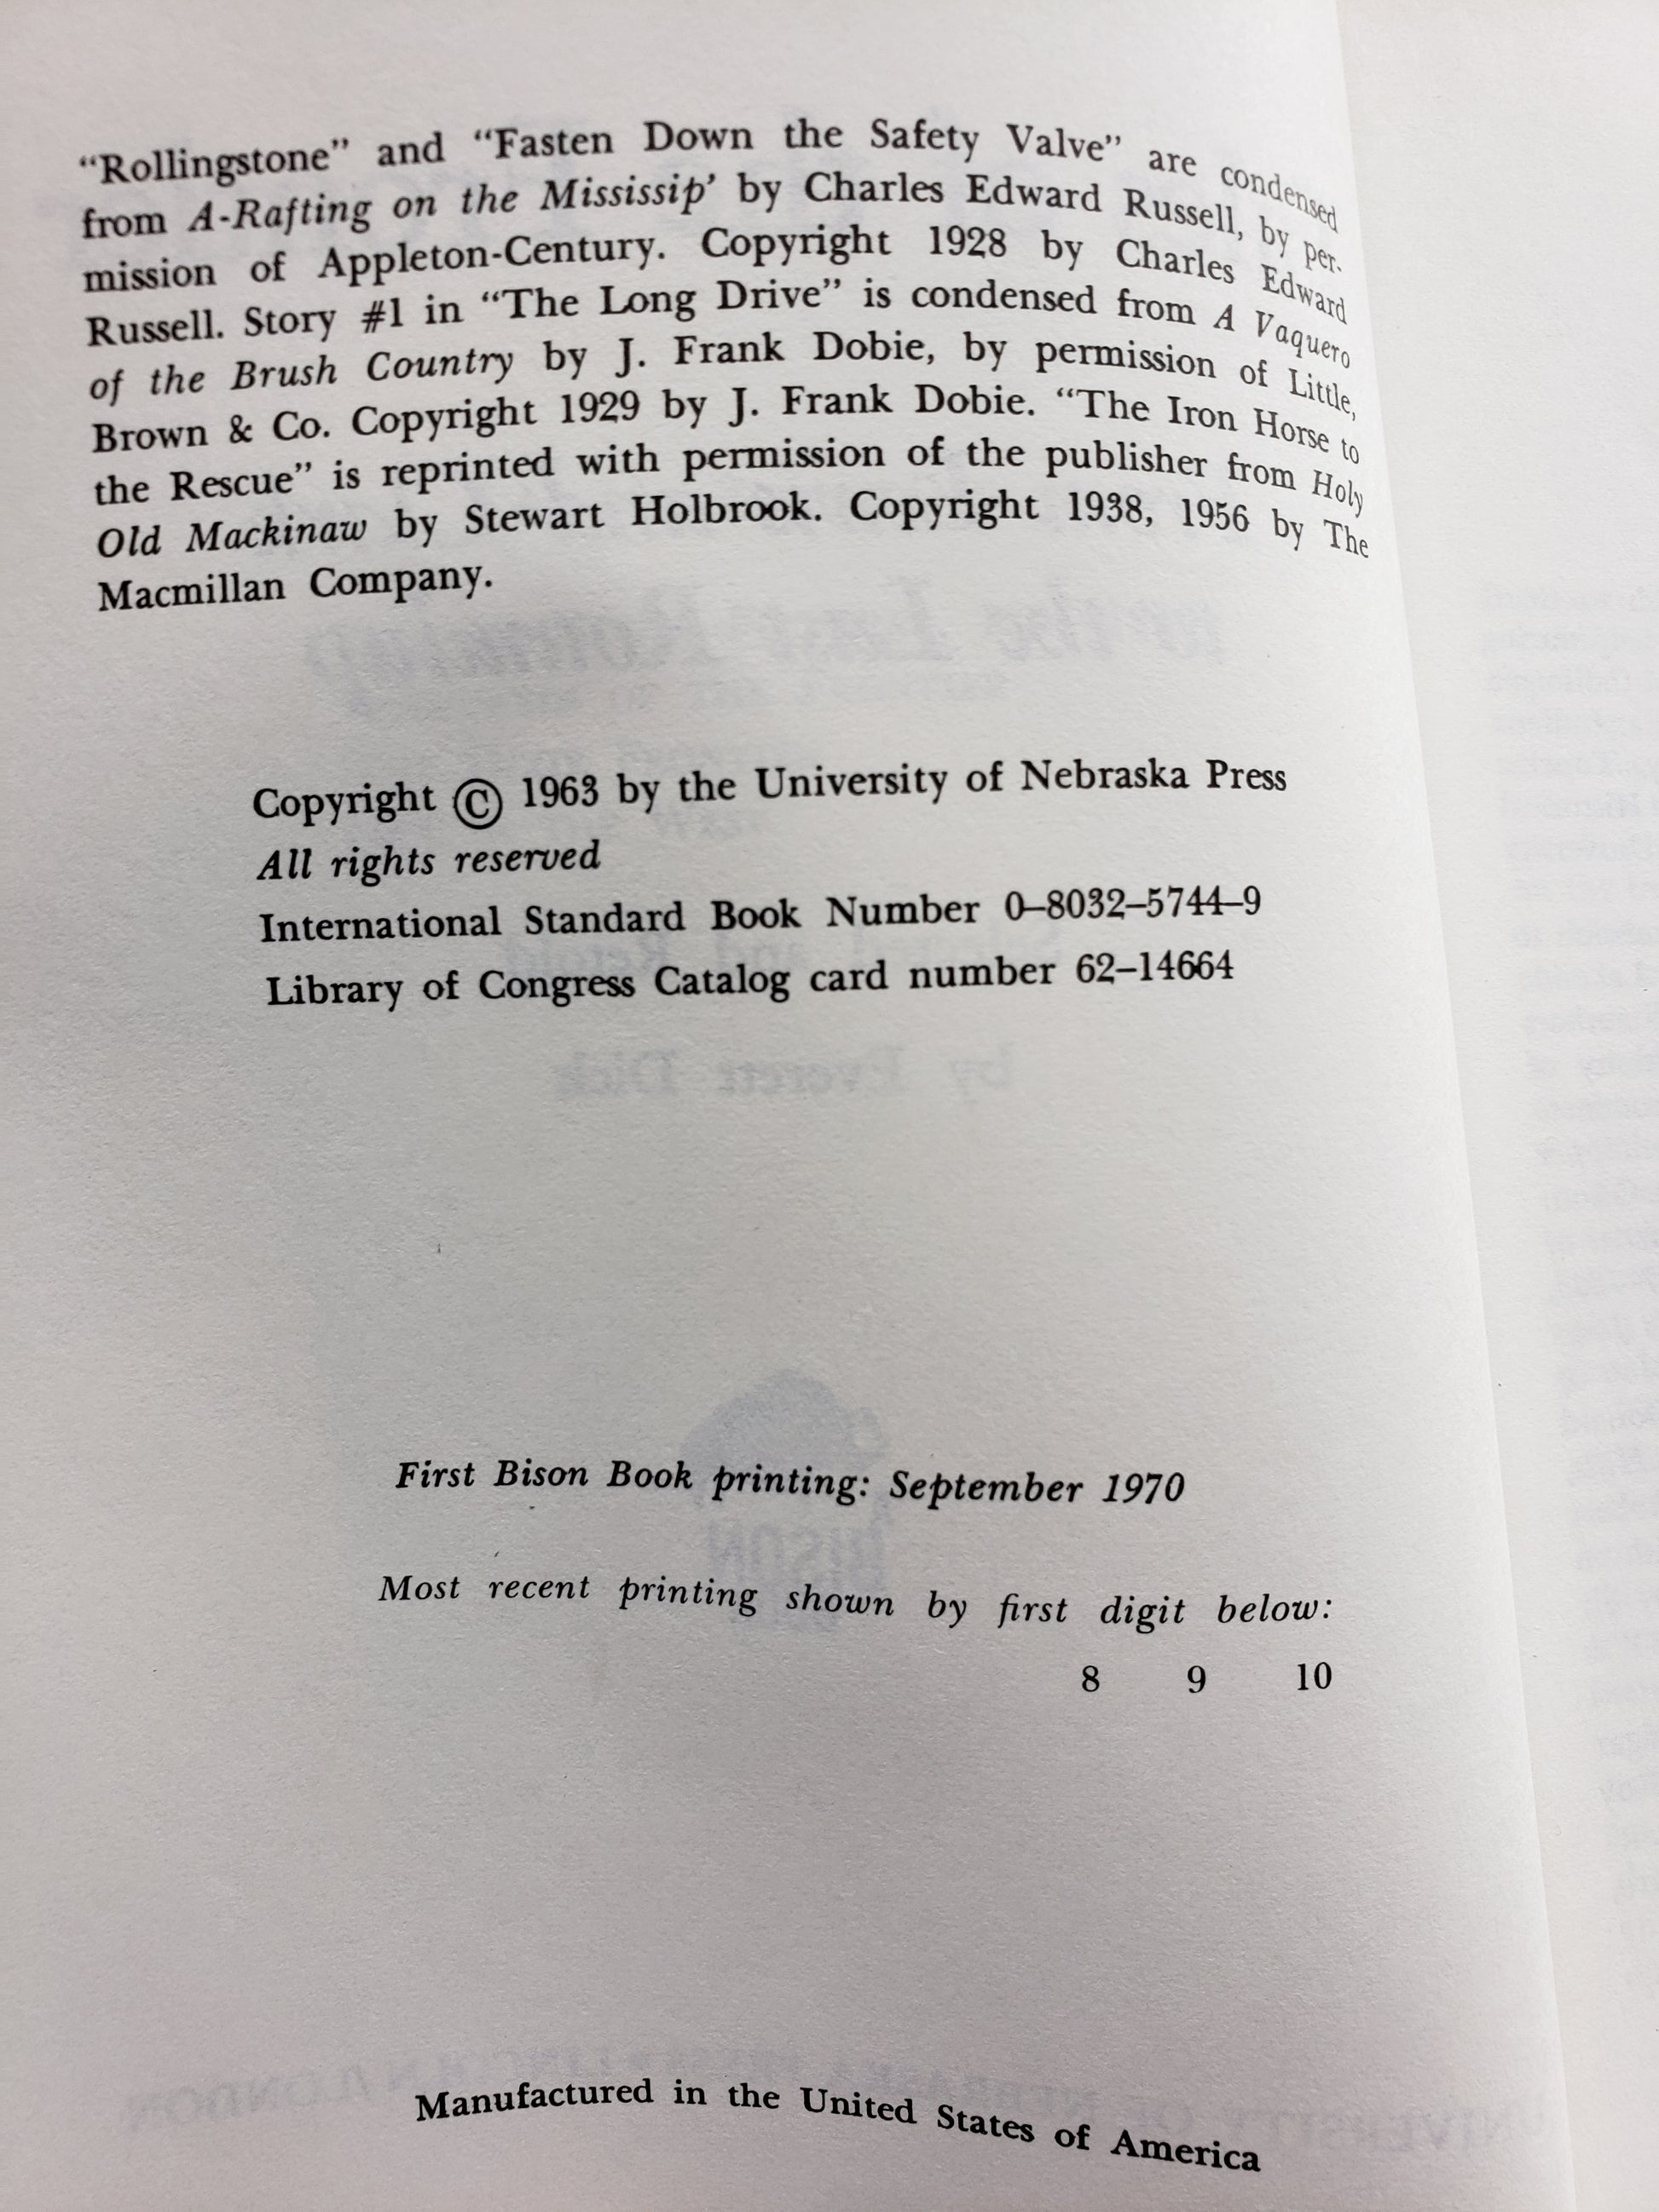 “Rollingstone” and “Fasten Down the Safety Valve” are condensed
from A-Rafting on the Mississip’ by Charles Edward Russell, by per-
mission of Appleton-Century. Copyright 1928 by Charles Edward
Russell. Story #1 in “The Long Drive” is condensed from A Vaquero
of the Brush Country by J. Frank Dobie, by permission of Little,
Brown & Co. Copyright 1929 by J. Frank Dobie. “The Iron Horse to
the Rescue” is reprinted with permission of the publisher from Holy
Old Mackinaw by Stewart Holbrook. Copyright 1938, 1956 by The
Macmillan Company.
Copyright © 1963 by the University of Nebraska Press
All rights reserved
International Standard Book Number 0–8032–5744–9
Library of Congress Catalog card number 62–14664
by Everett Dick
First Bison Book printing: September 1970
BISON
Most recent printing shown by first digit below:
8 9 10
Manufactured in the United States of America